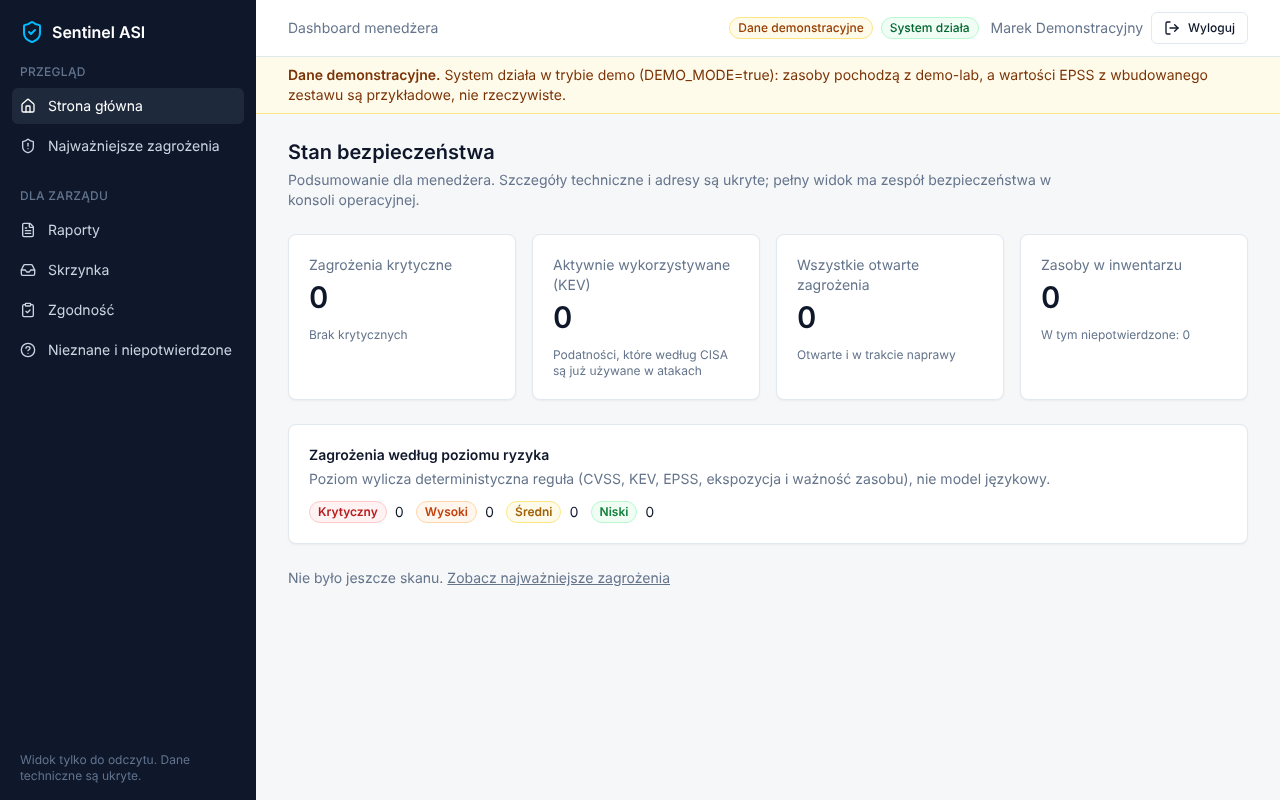 Sentinel ASI
PRZEGLĄD
Strona główna
Najważniejsze zagrożenia
DLA ZARZĄDU
Raporty
Skrzynka
Zgodność
Nieznane i niepotwierdzone
Widok tylko do odczytu. Dane
techniczne są ukryte.
Dashboard menedżera
Dane demonstracyjne
System działa
Marek Demonstracyjny
Wyloguj
Dane demonstracyjne. System działa w trybie demo (DEMO_MODE=true): zasoby pochodzą z demo-lab, a wartości EPSS z wbudowanego
zestawu są przykładowe, nie rzeczywiste.
Stan bezpieczeństwa
Podsumowanie dla menedżera. Szczegóły techniczne i adresy są ukryte; pełny widok ma zespół bezpieczeństwa w
konsoli operacyjnej.
Zagrożenia krytyczne
0
Brak krytycznych
Aktywnie wykorzystywane
(KEV)
0
Podatności, które według CISA
są już używane w atakach
Wszystkie otwarte
zagrożenia
0
Otwarte i w trakcie naprawy
Zasoby w inwentarzu
0
W tym niepotwierdzone: 0
Zagrożenia według poziomu ryzyka
Poziom wylicza deterministyczna reguła (CVSS, KEV, EPSS, ekspozycja i ważność zasobu), nie model językowy.
Krytyczny 0 Wysoki 0 Średni 0 Niski 0
Nie było jeszcze skanu. Zobacz najważniejsze zagrożenia